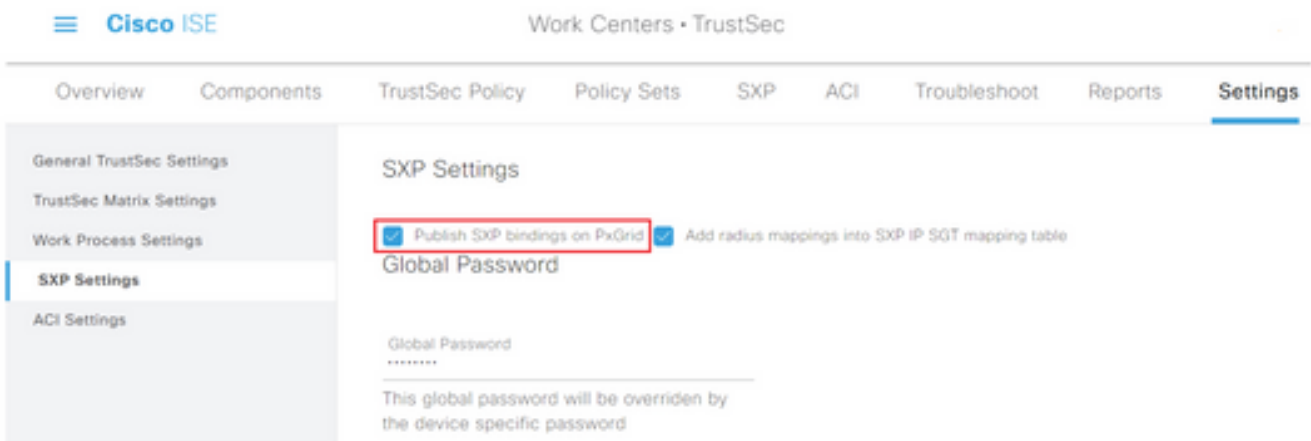 Cisco ISE
Work Centers • TrustSec
Overview Components TrustSec Policy Policy Sets SXP ACI Troubleshoot Reports Settings
General TrustSec Settings
TrustSec Matrix Settings
Work Process Settings
SXP Settings
ACI Settings
SXP Settings
Publish SXP bindings on PxGrid Add radius mappings into SXP IP SGT mapping table
Global Password
Global Password
••••••••
This global password will be overriden by
the device specific password